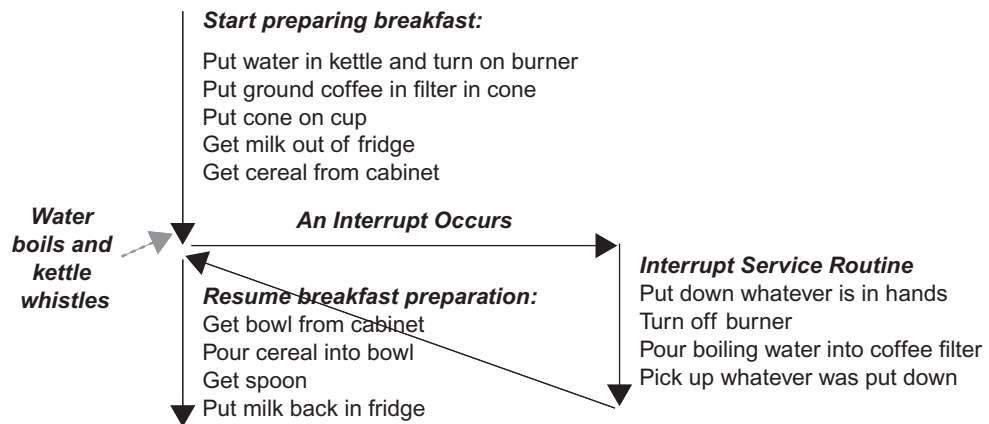 Start preparing breakfast:
Put water in kettle and turn on burner
Put ground coffee in filter in cone
Put cone on cup
Get milk out of fridge
Get cereal from cabinet
Water
boils and
kettle
whistles
An Interrupt Occurs
Interrupt Service Routine
Put down whatever is in hands
Turn off burner
Pour boiling water into coffee filter
Pick up whatever was put down
Resume breakfast preparation:
Get bowl from cabinet
Pour cereal into bowl
Get spoon
Put milk back in fridge